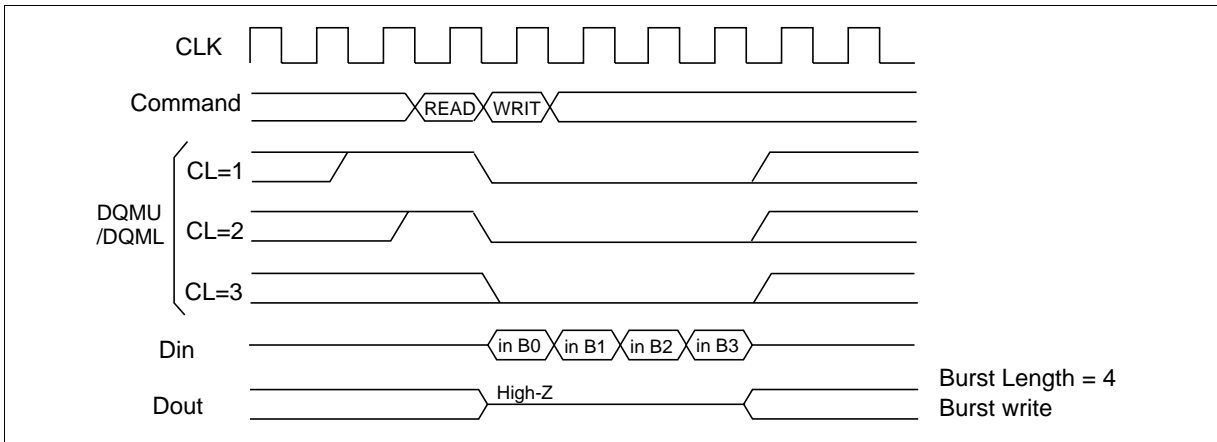 CLK
Command
READ WRIT
CL=1
DQMU
/DQML
CL=2
CL=3
Din
in B0 in B1 in B2 in B3
Dout
High-Z
Burst Length = 4
Burst write